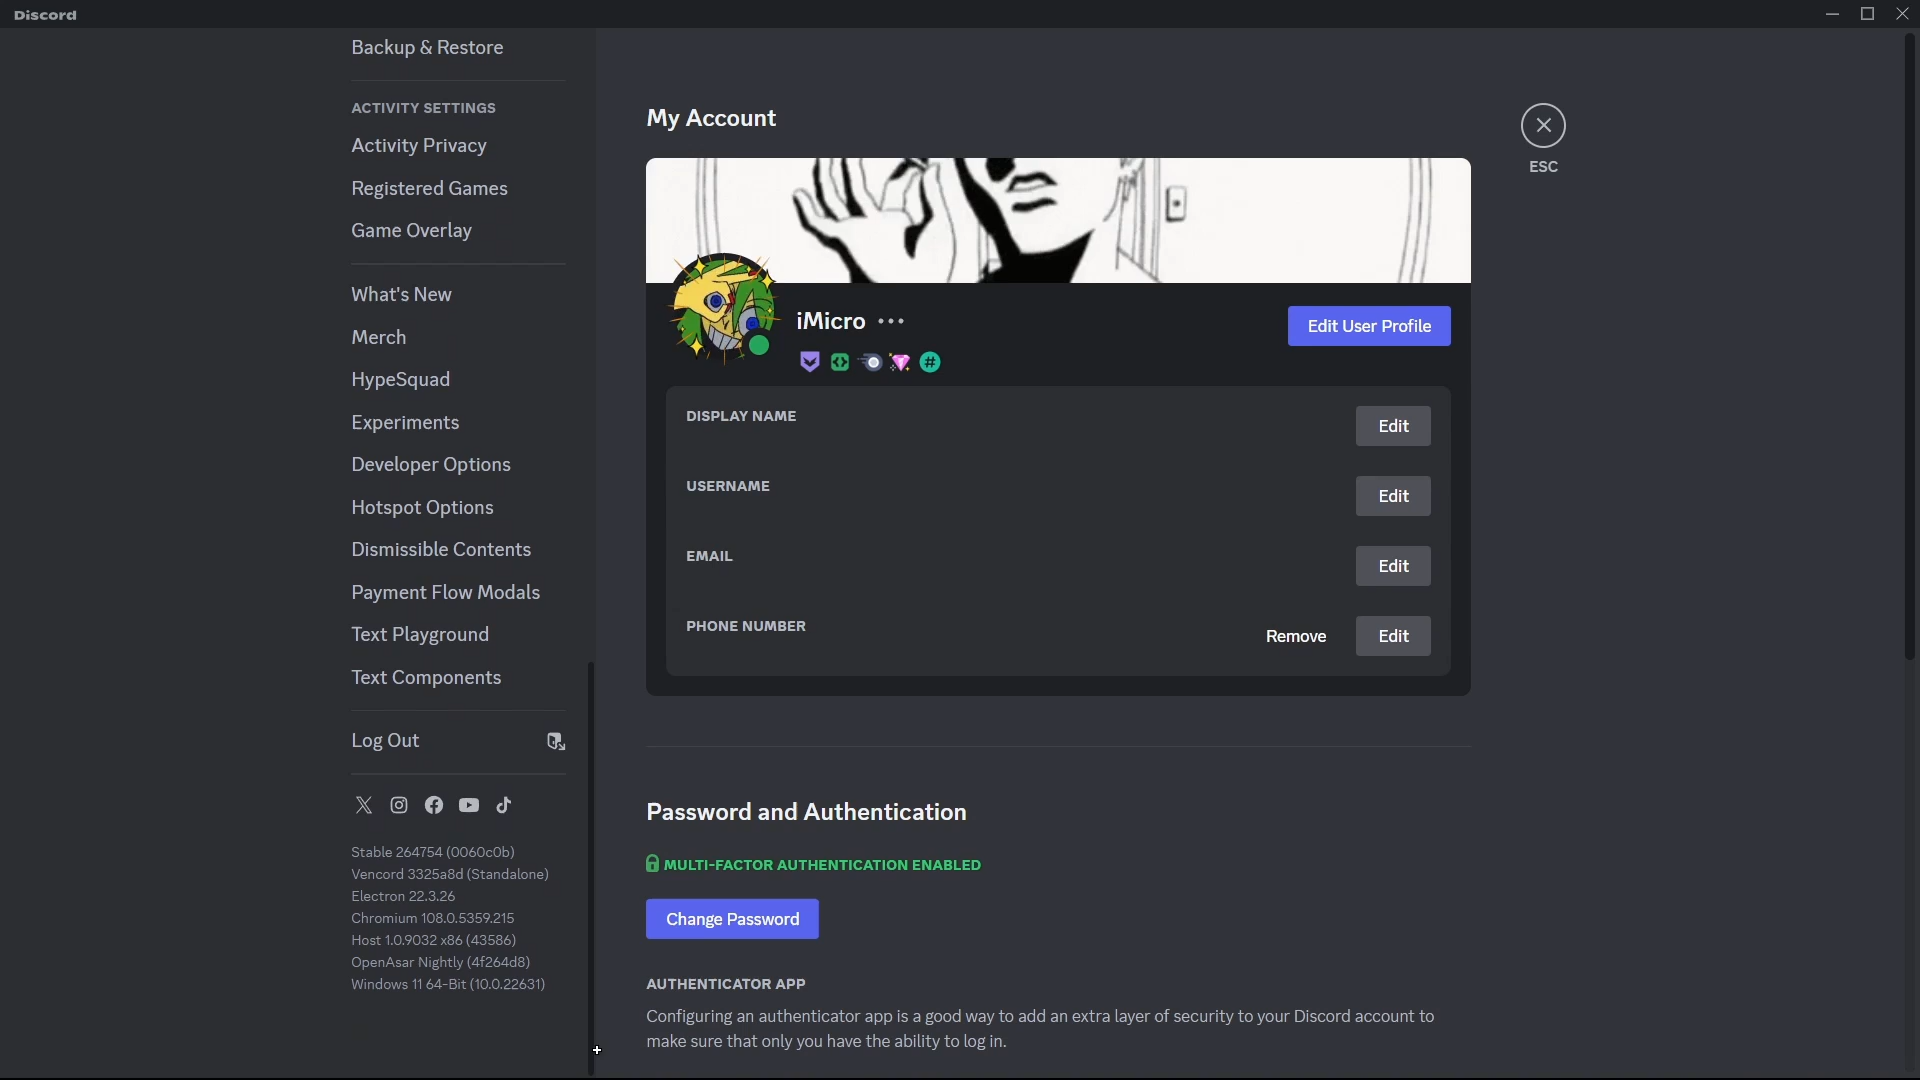 Discord
Backup & Restore
ACTIVITY SETTINGS
Activity Privacy
Registered Games
Game Overlay
What's New
Merch
HypeSquad
Experiments
Developer Options
Hotspot Options
Dismissible Contents
Payment Flow Modals
Text Playground
Text Components
Log Out
Stable 264754 (0060c0b)
Vencord 3325a8d (Standalone)
Electron 22.3.26
Chromium 108.0.5359.215
Host 1.0.9032 x86 (43586)
OpenAsar Nightly (4f264d8)
Windows 11 64-Bit (10.0.22631)
My Account
ESC
iMicro
Edit User Profile
DISPLAY NAME
Edit
USERNAME
Edit
EMAIL
Edit
PHONE NUMBER
Remove
Edit
Password and Authentication
MULTI-FACTOR AUTHENTICATION ENABLED
Change Password
AUTHENTICATOR APP
Configuring an authenticator app is a good way to add an extra layer of security to your Discord account to
make sure that only you have the ability to log in.